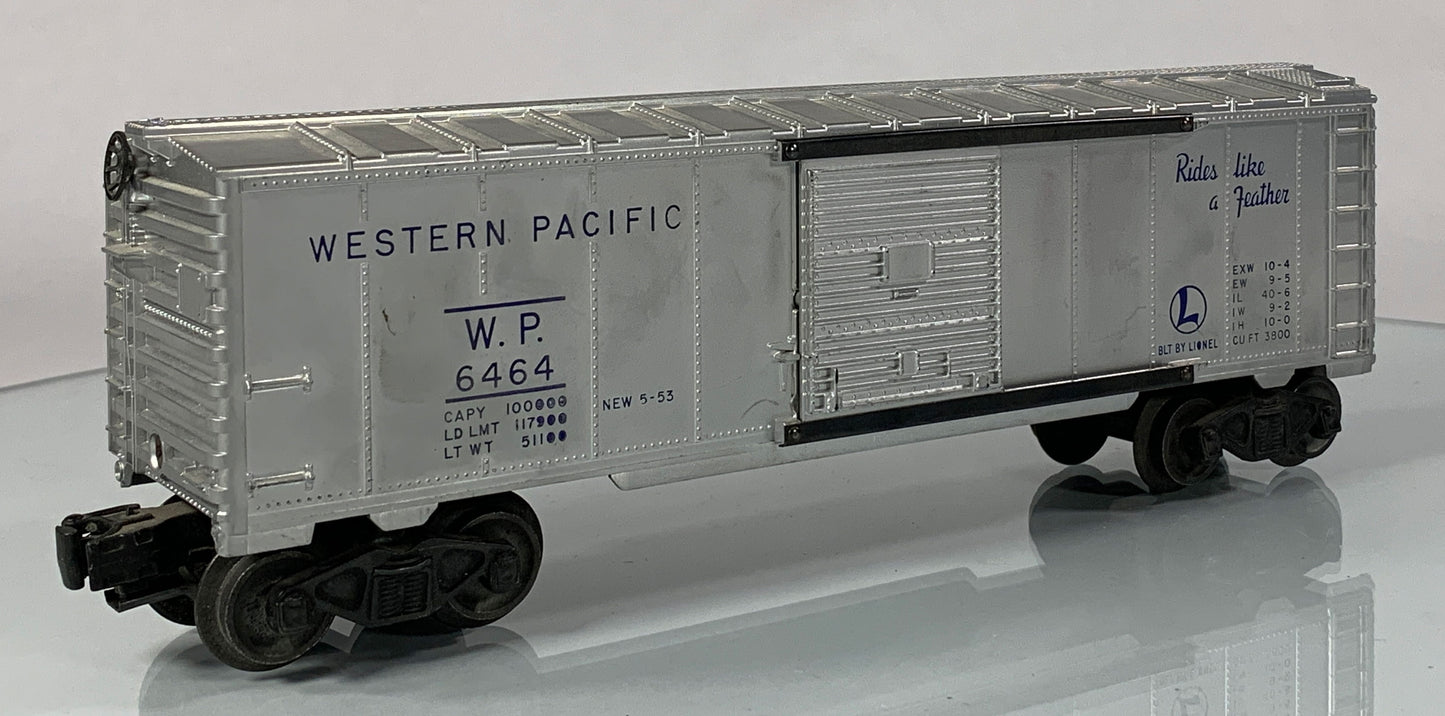 WESTERN PACIFIC
W. P.
6464
CAPY 100000
LD LMT 117900
LT WT 51100
NEW 5-53
Rides like
a Feather
L
BLT BY LIONEL
EXW 10-4
EW 9-5
IL 40-6
IW 9-2
IH 10-0
CU FT 3800